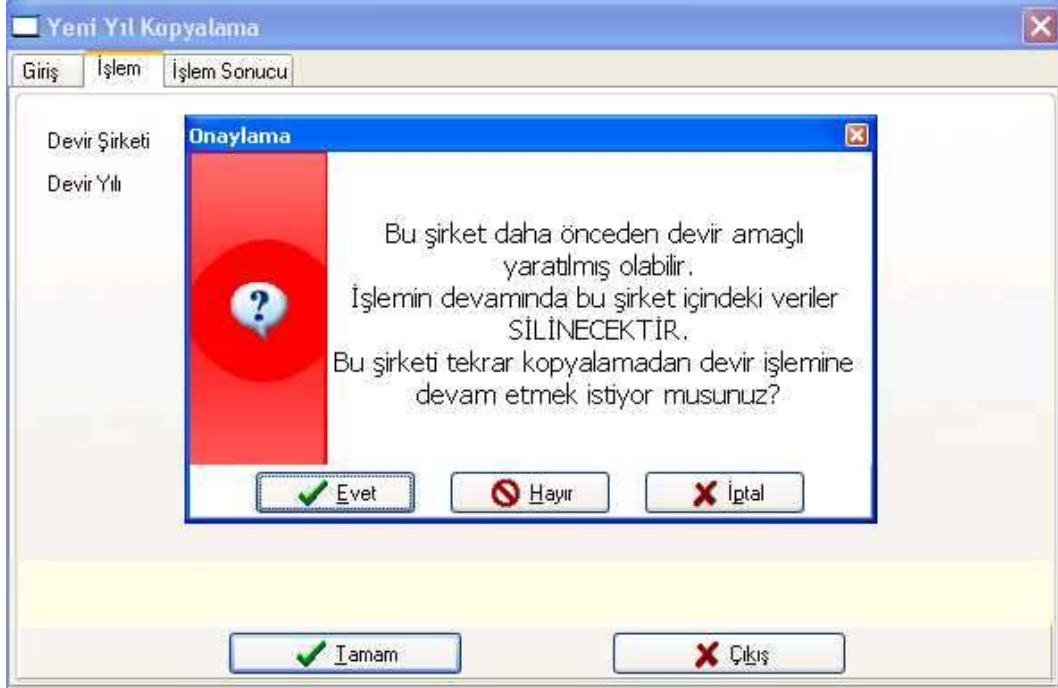 Yeni Yıl Kopyalama
Giriş İşlem İşlem Sonucu
Devir Şirketi
Devir Yılı
Onaylama
Bu şirket daha önceden devir amaçlı
yaratılmış olabilir.
İşlemin devamında bu şirket içindeki veriler
SİLİNECEKTİR.
Bu şirketi tekrar kopyalamadan devir işlemine
devam etmek istiyor musunuz?
Evet Hayır İptal
Tamam Çıkış